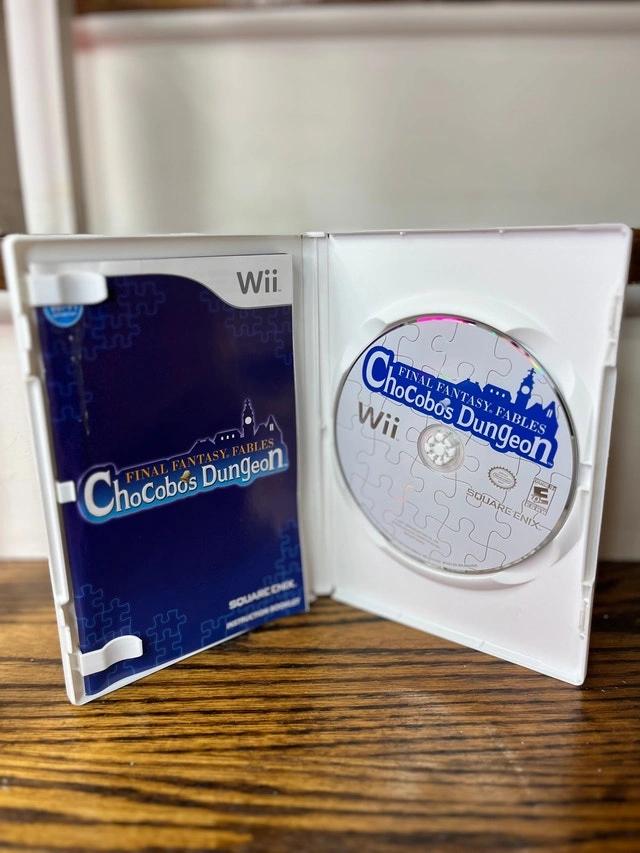 Wii
FINAL FANTASY FABLES
Chocobo's Dungeon
SQUARE ENIX
INSTRUCTION BOOKLET
FINAL FANTASY FABLES
Chocobo's Dungeon
Wii
E
SQUARE ENIX